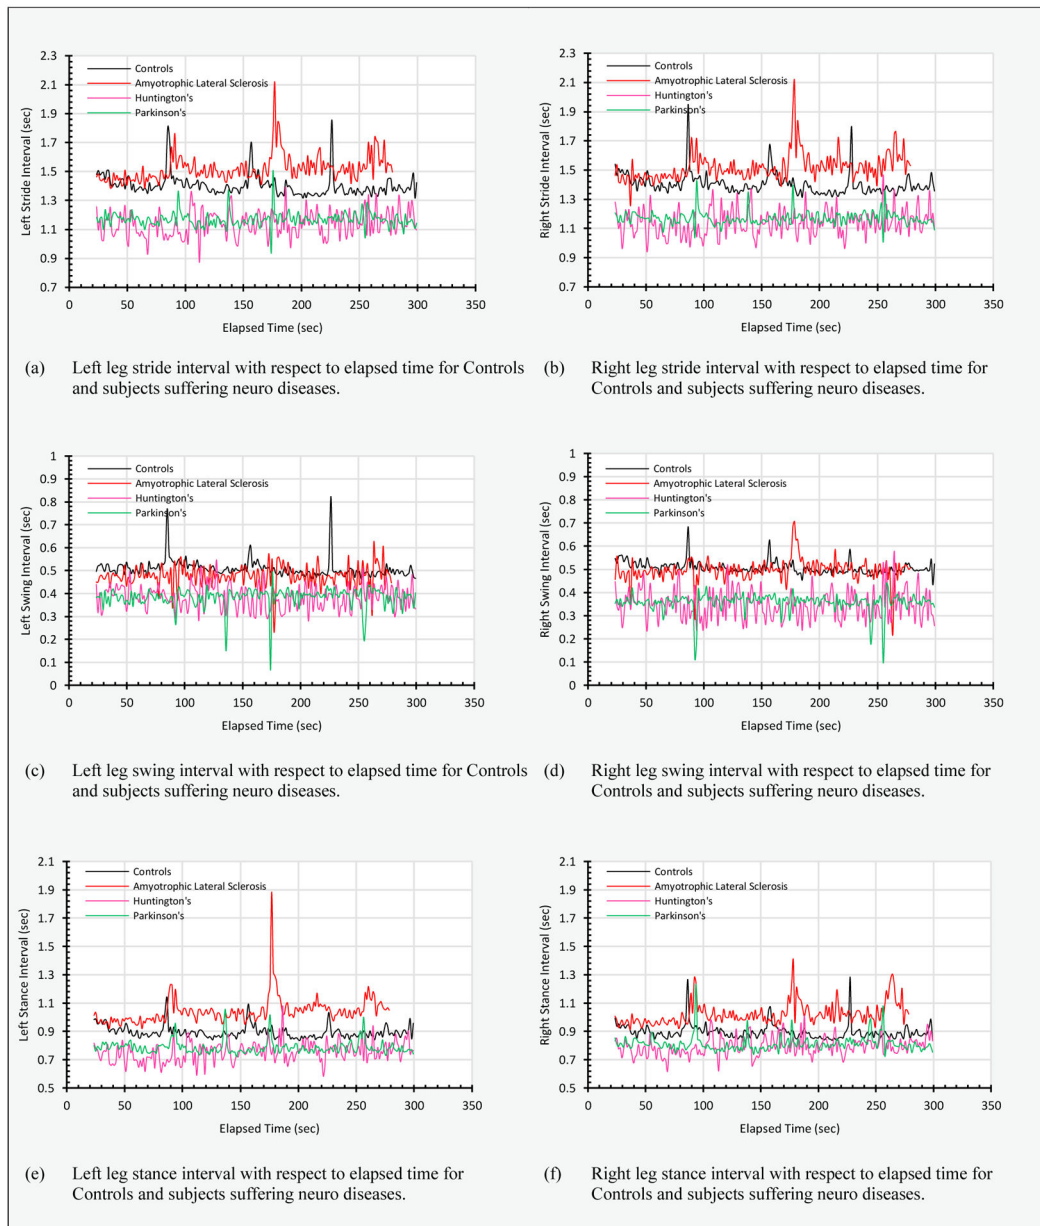 2.3
2.1
1.9
1.7
1.5
1.3
1.1
0.9
0.7
Left Stride Interval (sec)
Controls
Amyotrophic Lateral Sclerosis
Huntington's
Parkinson's
0 50 100 150 200 250 300 350
Elapsed Time (sec)
2.3
2.1
1.9
1.7
1.5
1.3
1.1
0.9
0.7
Right Stride Interval (sec)
Controls
Amyotrophic Lateral Sclerosis
Huntington's
Parkinson's
0 50 100 150 200 250 300 350
Elapsed Time (sec)
(a) Left leg stride interval with respect to elapsed time for Controls
and subjects suffering neuro diseases.
(b) Right leg stride interval with respect to elapsed time for
Controls and subjects suffering neuro diseases.
1
0.9
0.8
0.7
0.6
0.5
0.4
0.3
0.2
0.1
0
Left Swing Interval (sec)
Controls
Amyotrophic Lateral Sclerosis
Huntington's
Parkinson's
0 50 100 150 200 250 300 350
Elapsed Time (sec)
1
0.9
0.8
0.7
0.6
0.5
0.4
0.3
0.2
0.1
0
Right Swing Interval (sec)
Controls
Amyotrophic Lateral Sclerosis
Huntington's
Parkinson's
0 50 100 150 200 250 300 350
Elapsed Time (sec)
(c) Left leg swing interval with respect to elapsed time for Controls
and subjects suffering neuro diseases.
(d) Right leg swing interval with respect to elapsed time for
Controls and subjects suffering neuro diseases.
2.1
1.9
1.7
1.5
1.3
1.1
0.9
0.7
0.5
Left Stance Interval (sec)
Controls
Amyotrophic Lateral Sclerosis
Huntington's
Parkinson's
0 50 100 150 200 250 300 350
Elapsed Time (sec)
2.1
1.9
1.7
1.5
1.3
1.1
0.9
0.7
0.5
Right Stance Interval (sec)
Controls
Amyotrophic Lateral Sclerosis
Huntington's
Parkinson's
0 50 100 150 200 250 300 350
Elapsed Time (sec)
(e) Left leg stance interval with respect to elapsed time for
Controls and subjects suffering neuro diseases.
(f) Right leg stance interval with respect to elapsed time for
Controls and subjects suffering neuro diseases.